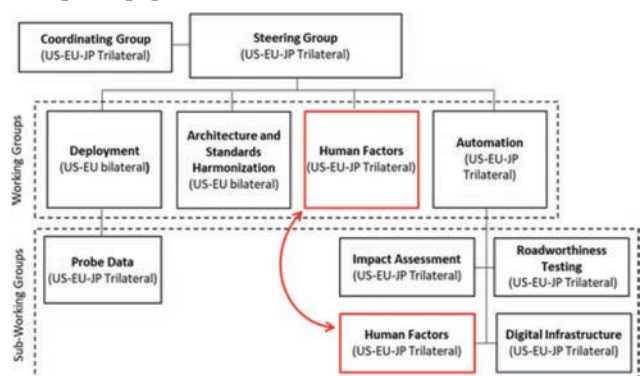 Coordinating Group
(US-EU-JP Trilateral)
Steering Group
(US-EU-JP Trilateral)
Working Groups
Deployment
(US-EU bilateral)
Architecture and
Standards
Harmonization
(US-EU bilateral)
Human Factors
(US-EU-JP Trilateral)
Automation
(US-EU-JP
Trilateral)
Sub-Working Groups
Probe Data
(US-EU-JP Trilateral)
Impact Assessment
(US-EU-JP Trilateral)
Roadworthiness
Testing
(US-EU-JP Trilateral)
Human Factors
(US-EU-JP Trilateral)
Digital Infrastructure
(US-EU-JP Trilateral)